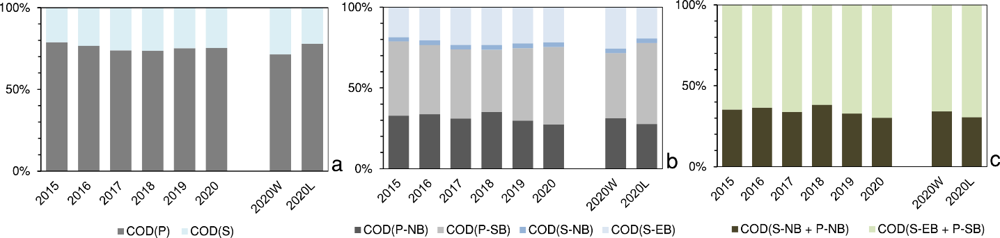 100%
50%
0%
2015 2016 2017 2018 2019 2020 2020W 2020L
a
COD(P) COD(S)
100%
50%
0%
2015 2016 2017 2018 2019 2020 2020W 2020L
b
COD(P-NB) COD(P-SB) COD(S-NB) COD(S-EB)
100%
50%
0%
2015 2016 2017 2018 2019 2020 2020W 2020L
c
COD(S-NB + P-NB) COD(S-EB + P-SB)